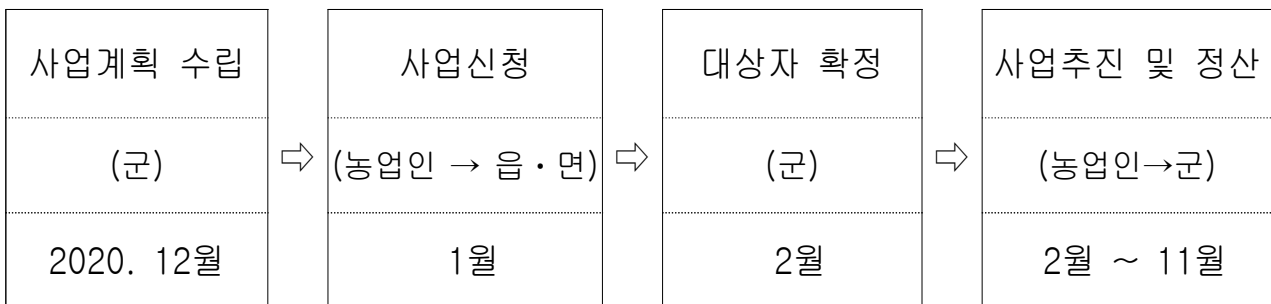 사업계획 수립
(군)
2020. 12월
⇨
사업신청
(농업인 → 읍·면)
1월
⇨
대상자 확정
(군)
2월
⇨
사업추진 및 정산
(농업인→군)
2월 ~ 11월